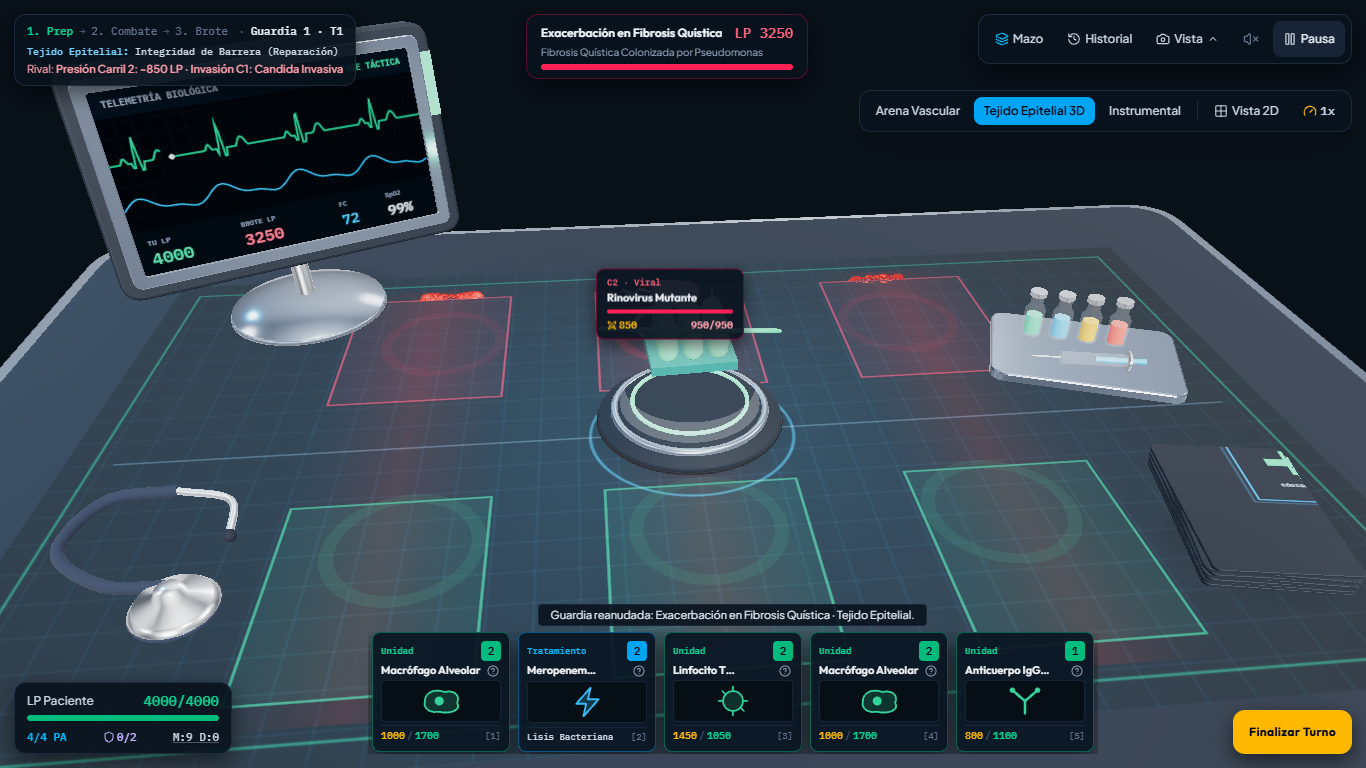 1. Prep → 2. Combate → 3. Brote · Guardia 1 - T1
Tejido Epitelial: Integridad de Barrera (Reparación)
Rival: Presión Carril 2: -850 LP · Invasión C1: Candida Invasiva
Exacerbación en Fibrosis Quística LP 3250
Fibrosis Quística Colonizada por Pseudomonas
Mazo
Historial
Vista
Pausa
Arena Vascular
Tejido Epitelial 3D
Instrumental
Vista 2D
1x
TELEMETRÍA BIOLÓGICA
E TÁCTICA
TU LP
4000
BROTE LP
3250
FC
72
SpO2
99%
C2 · Viral
Rinovirus Mutante
850 950/950
Guardia reanudada: Exacerbación en Fibrosis Quística · Tejido Epitelial.
Unidad 2
Macrófago Alveolar
1000 / 1700 [1]
Tratamiento 2
Meropenem...
Lisis Bacteriana [2]
Unidad 2
Linfocito T...
1450 / 1050 [3]
Unidad 2
Macrófago Alveolar
1000 / 1700 [4]
Unidad 1
Anticuerpo IgG...
800 / 1100 [5]
LP Paciente 4000/4000
4/4 PA 0/2 M:9 D:0
Finalizar Turno